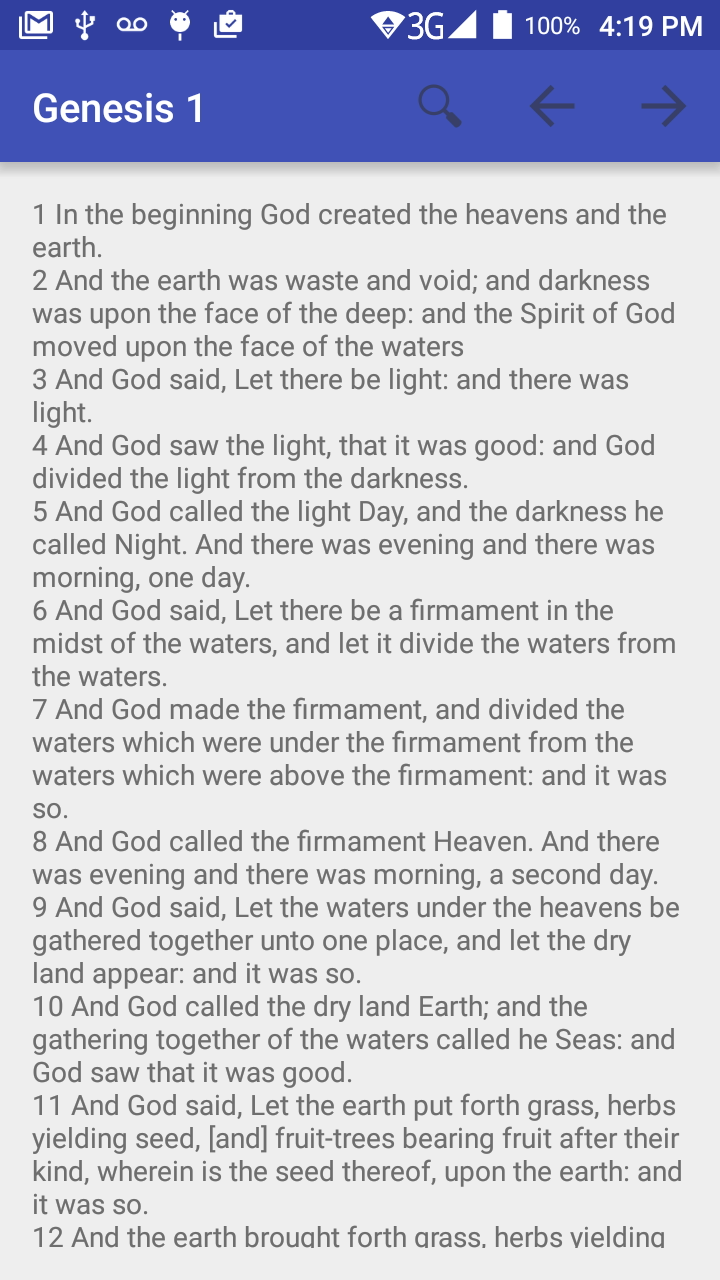 3G 100% 4:19 PM
Genesis 1
1 In the beginning God created the heavens and the
earth.
2 And the earth was waste and void; and darkness
was upon the face of the deep: and the Spirit of God
moved upon the face of the waters
3 And God said, Let there be light: and there was
light.
4 And God saw the light, that it was good: and God
divided the light from the darkness.
5 And God called the light Day, and the darkness he
called Night. And there was evening and there was
morning, one day.
6 And God said, Let there be a firmament in the
midst of the waters, and let it divide the waters from
the waters.
7 And God made the firmament, and divided the
waters which were under the firmament from the
waters which were above the firmament: and it was
so.
8 And God called the firmament Heaven. And there
was evening and there was morning, a second day.
9 And God said, Let the waters under the heavens be
gathered together unto one place, and let the dry
land appear: and it was so.
10 And God called the dry land Earth; and the
gathering together of the waters called he Seas: and
God saw that it was good.
11 And God said, Let the earth put forth grass, herbs
yielding seed, [and] fruit-trees bearing fruit after their
kind, wherein is the seed thereof, upon the earth: and
it was so.
12 And the earth brought forth grass, herbs yielding